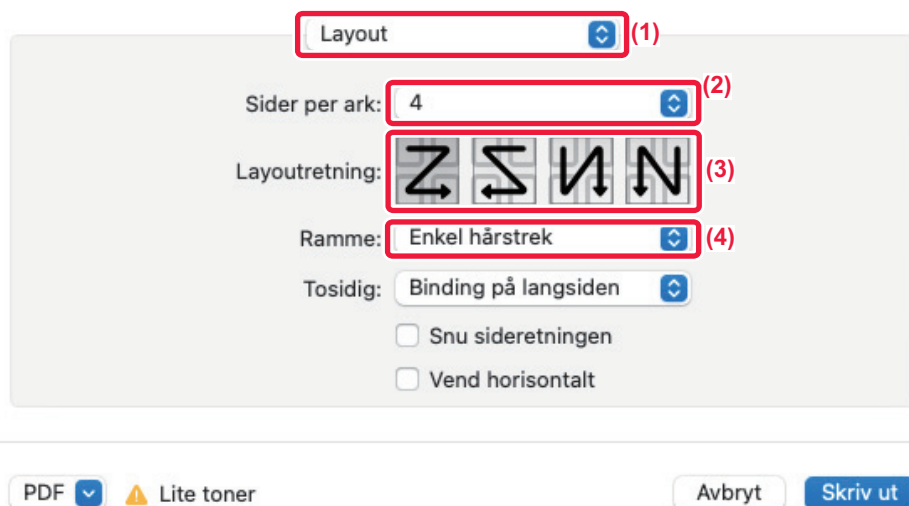 Layout (1)
Sider per ark: 4 (2)
Layoutretning: (3)
Ramme: Enkel hårstrek (4)
Tosidig: Binding på langsiden
Snu sideretningen
Vend horisontalt
PDF Lite toner Avbryt Skriv ut